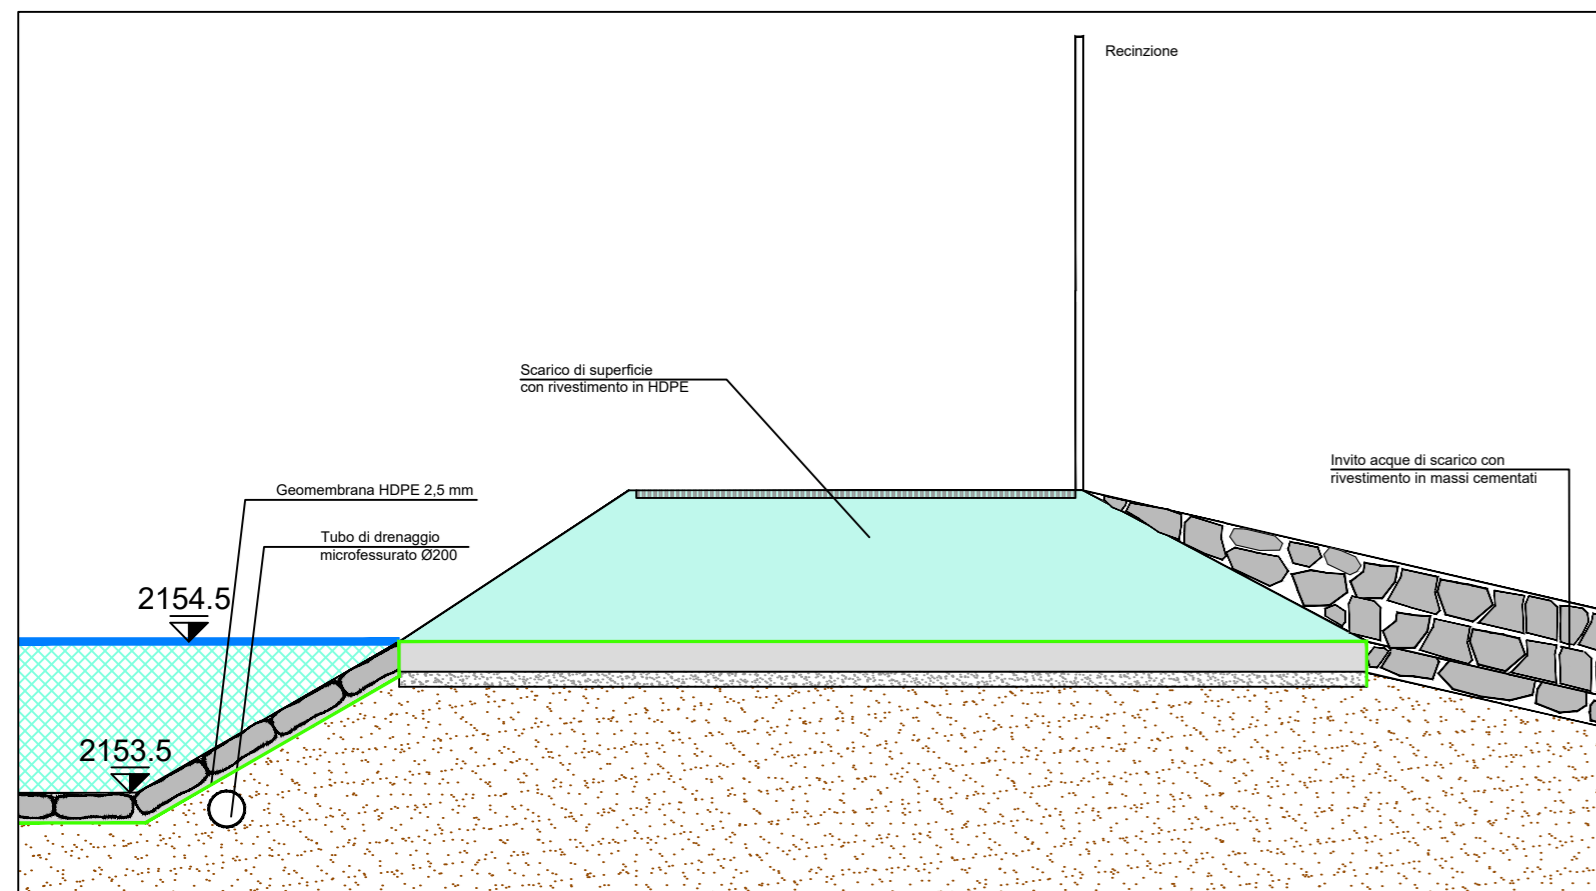 Recinzione
Scarico di superficie
con rivestimento in HDPE
Invito acque di scarico con
rivestimento in massi cementati
Geomembrana HDPE 2,5 mm
Tubo di drenaggio
microfessurato Ø200
2154.5
2153.5